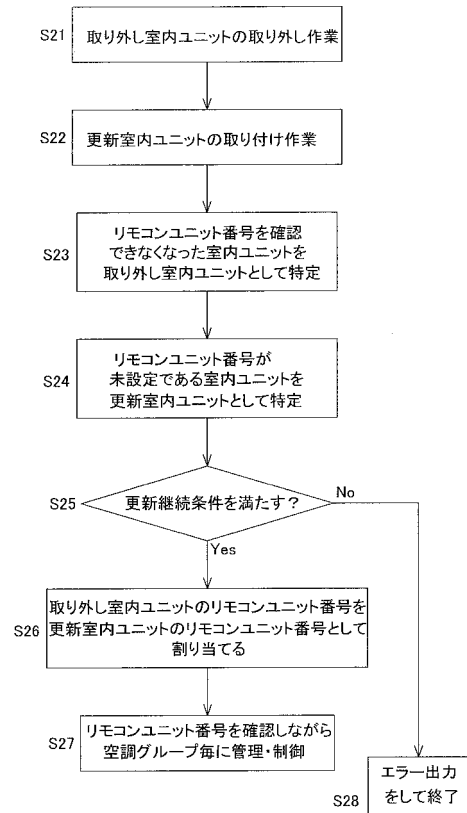 S21
取り外し室内ユニットの取り外し作業
S22
更新室内ユニットの取り付け作業
S23
リモコンユニット番号を確認
できなくなった室内ユニットを
取り外し室内ユニットとして特定
S24
リモコンユニット番号が
未設定である室内ユニットを
更新室内ユニットとして特定
S25
更新継続条件を満たす？
No
Yes
S26
取り外し室内ユニットのリモコンユニット番号を
更新室内ユニットのリモコンユニット番号として
割り当てる
S27
リモコンユニット番号を確認しながら
空調グループ毎に管理・制御
S28
エラー出力
をして終了